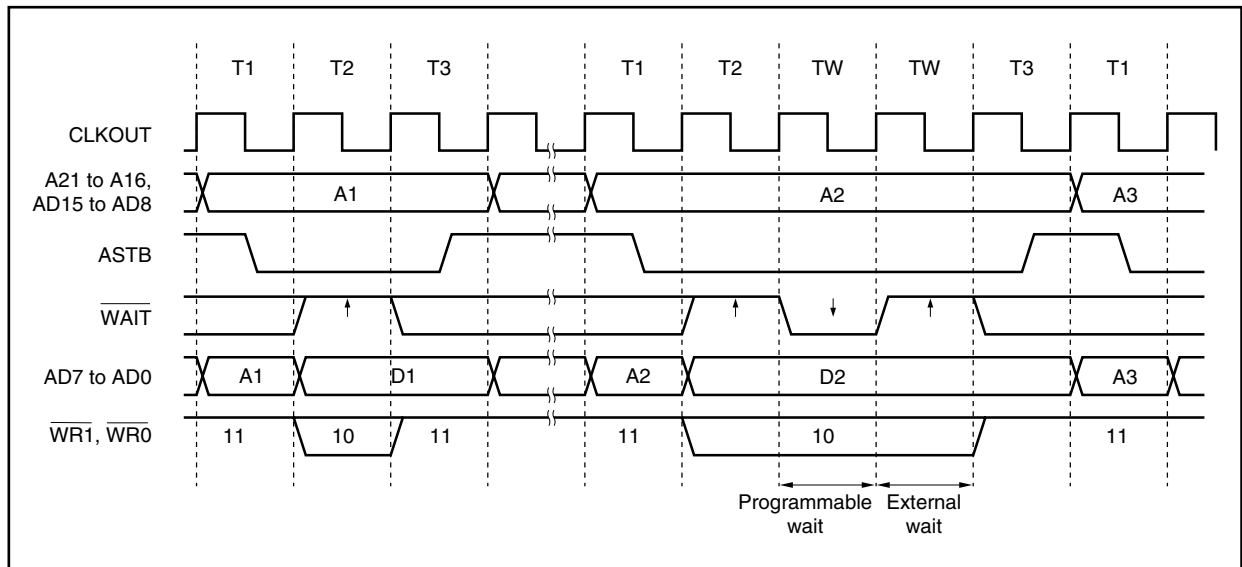 T1 T2 T3 T1 T2 TW TW T3 T1
CLKOUT
A21 to A16,
AD15 to AD8
A1 A2 A3
ASTB
WAIT
AD7 to AD0
A1 D1 A2 D2 A3
WR1, WR0
11 10 11 11 10 11
Programmable
wait
External
wait